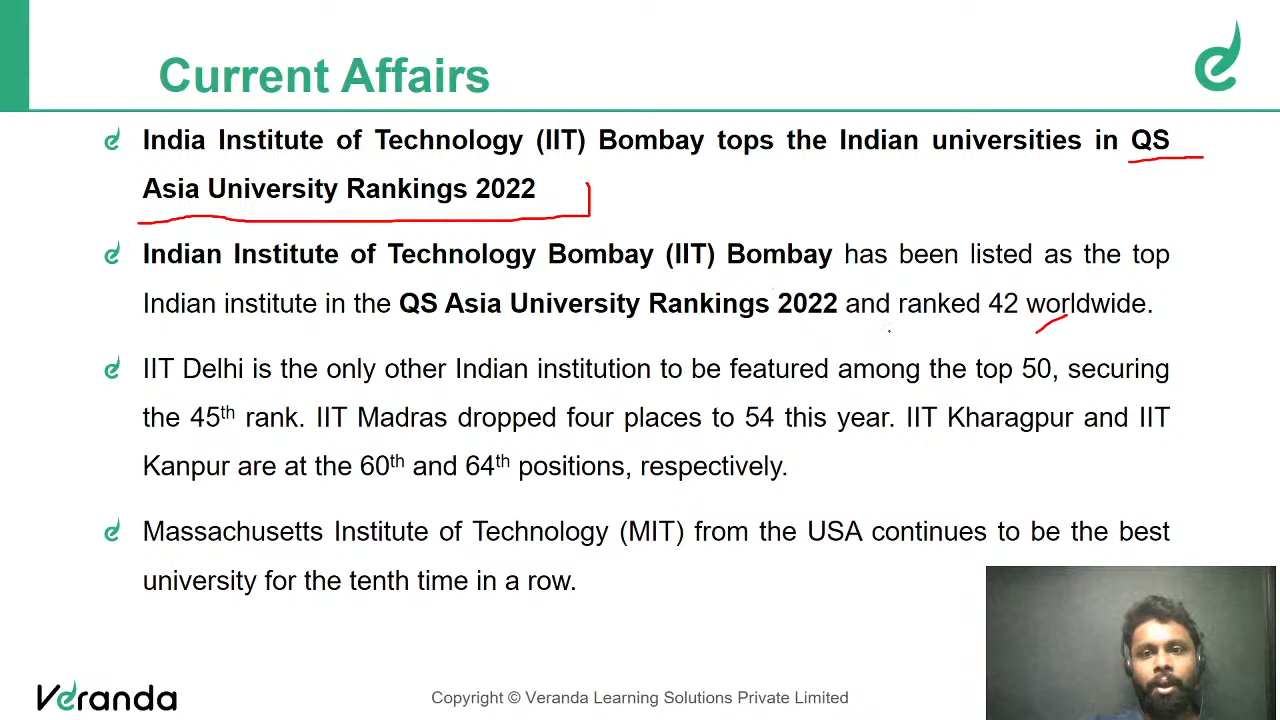 Current Affairs
India Institute of Technology (IIT) Bombay tops the Indian universities in QS
Asia University Rankings 2022
Indian Institute of Technology Bombay (IIT) Bombay has been listed as the top
Indian institute in the QS Asia University Rankings 2022 and ranked 42 worldwide.
IIT Delhi is the only other Indian institution to be featured among the top 50, securing
the 45th rank. IIT Madras dropped four places to 54 this year. IIT Kharagpur and IIT
Kanpur are at the 60th and 64th positions, respectively.
Massachusetts Institute of Technology (MIT) from the USA continues to be the best
university for the tenth time in a row.
Veranda
Copyright © Veranda Learning Solutions Private Limited